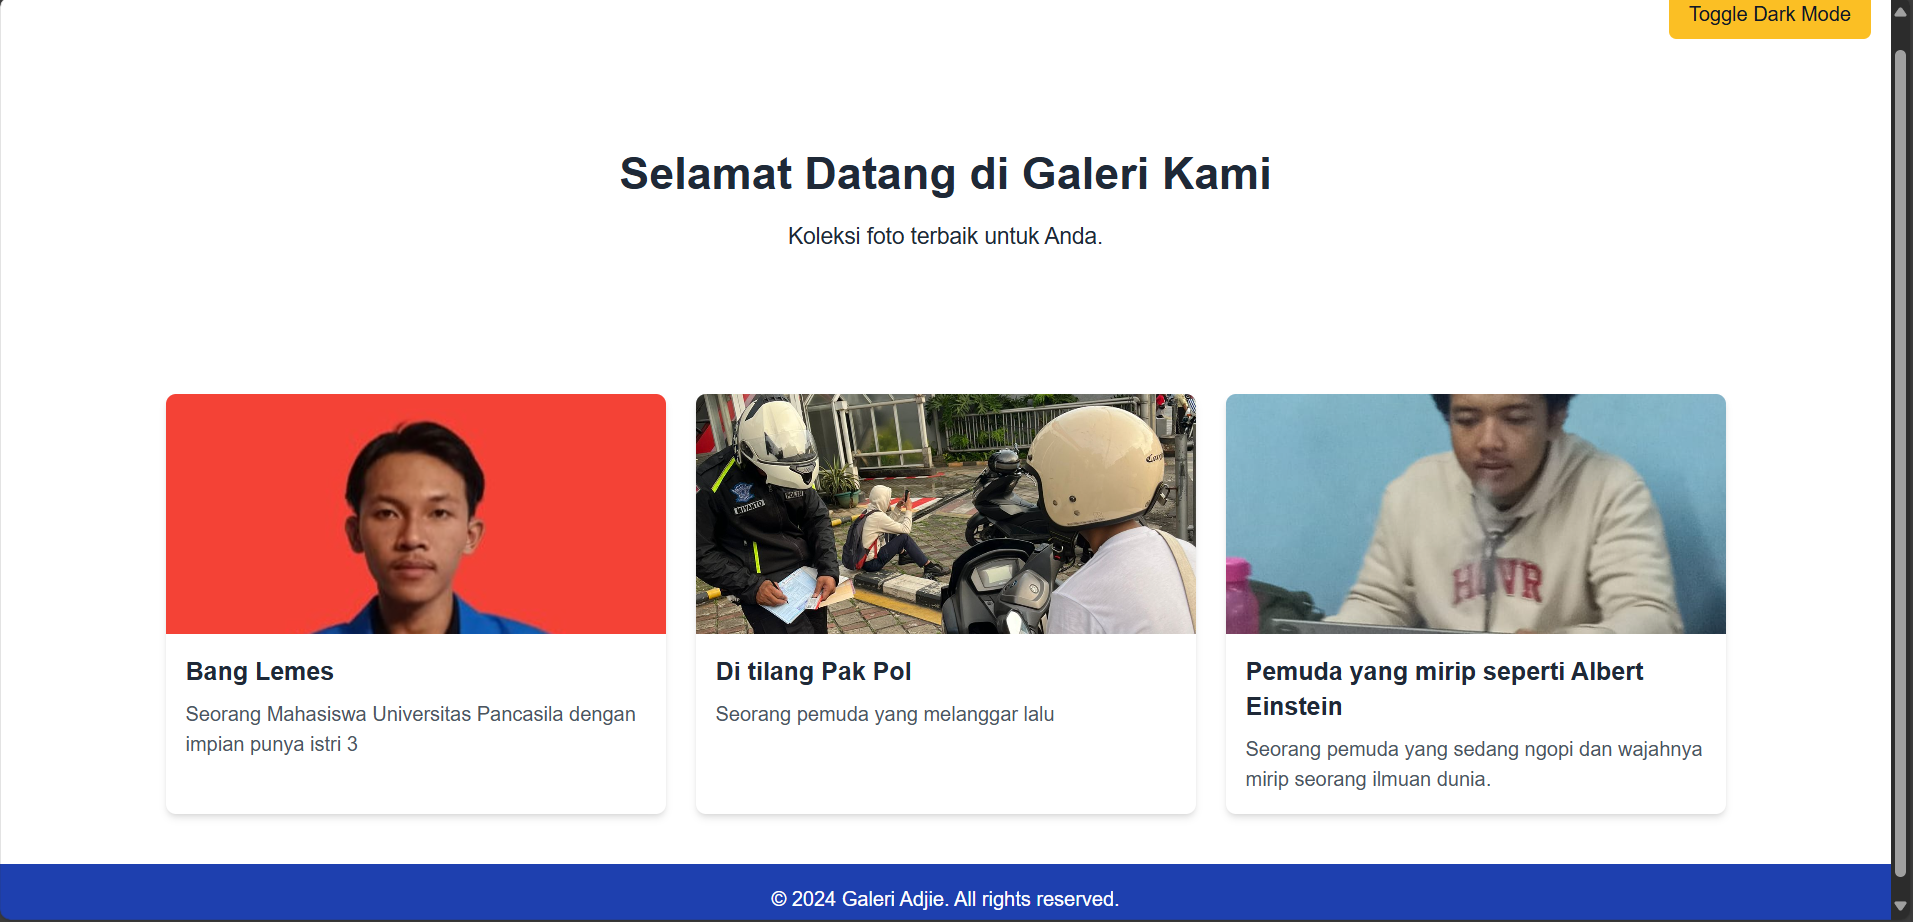 Toggle Dark Mode
Selamat Datang di Galeri Kami
Koleksi foto terbaik untuk Anda.
POLISI
MIYANTO
Bang Lemes
Seorang Mahasiswa Universitas Pancasila dengan
impian punya istri 3
Di tilang Pak Pol
Seorang pemuda yang melanggar lalu
Pemuda yang mirip seperti Albert
Einstein
Seorang pemuda yang sedang ngopi dan wajahnya
mirip seorang ilmuan dunia.
© 2024 Galeri Adjie. All rights reserved.